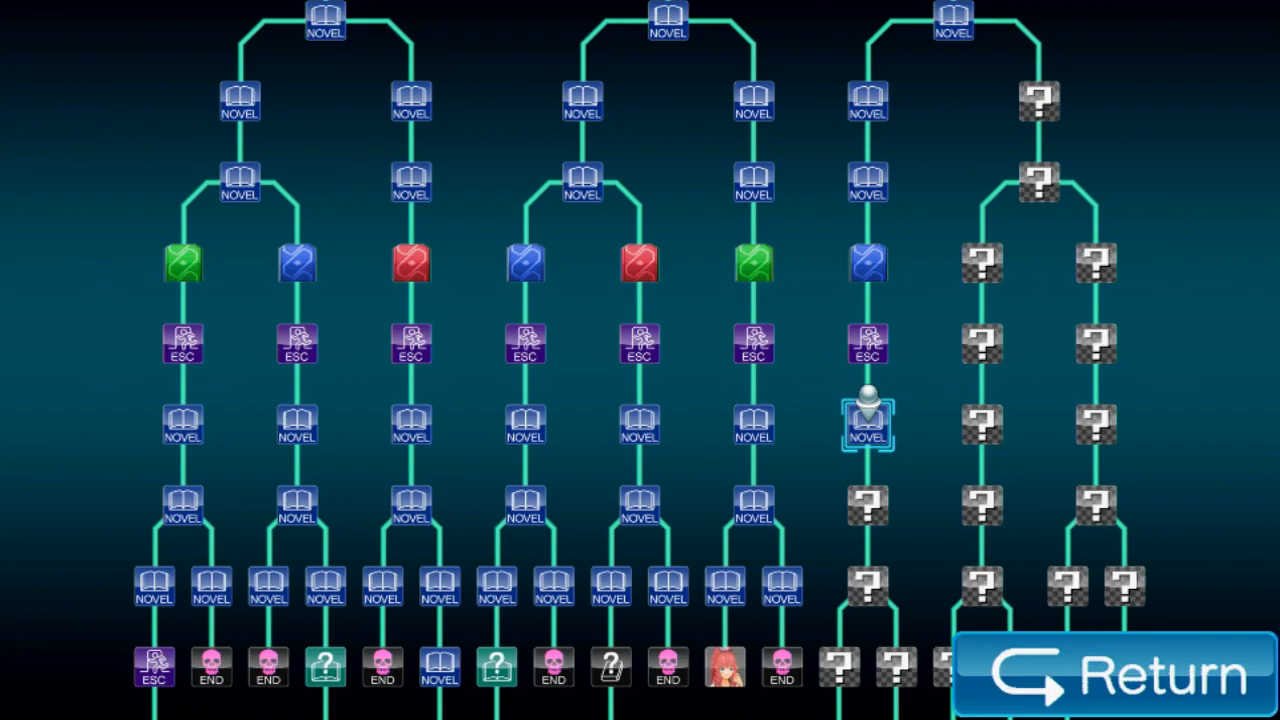 NOVEL NOVEL NOVEL
NOVEL NOVEL NOVEL NOVEL NOVEL ?
NOVEL NOVEL NOVEL NOVEL NOVEL ?
? ?
ESC ESC ESC ESC ESC ESC ESC ? ?
NOVEL NOVEL NOVEL NOVEL NOVEL NOVEL NOVEL ? ?
NOVEL NOVEL NOVEL NOVEL NOVEL NOVEL ? ? ?
NOVEL NOVEL NOVEL NOVEL NOVEL NOVEL NOVEL NOVEL NOVEL NOVEL NOVEL NOVEL ? ? ? ?
ESC END END ? END NOVEL ? END ? END END ? ? ?
Return